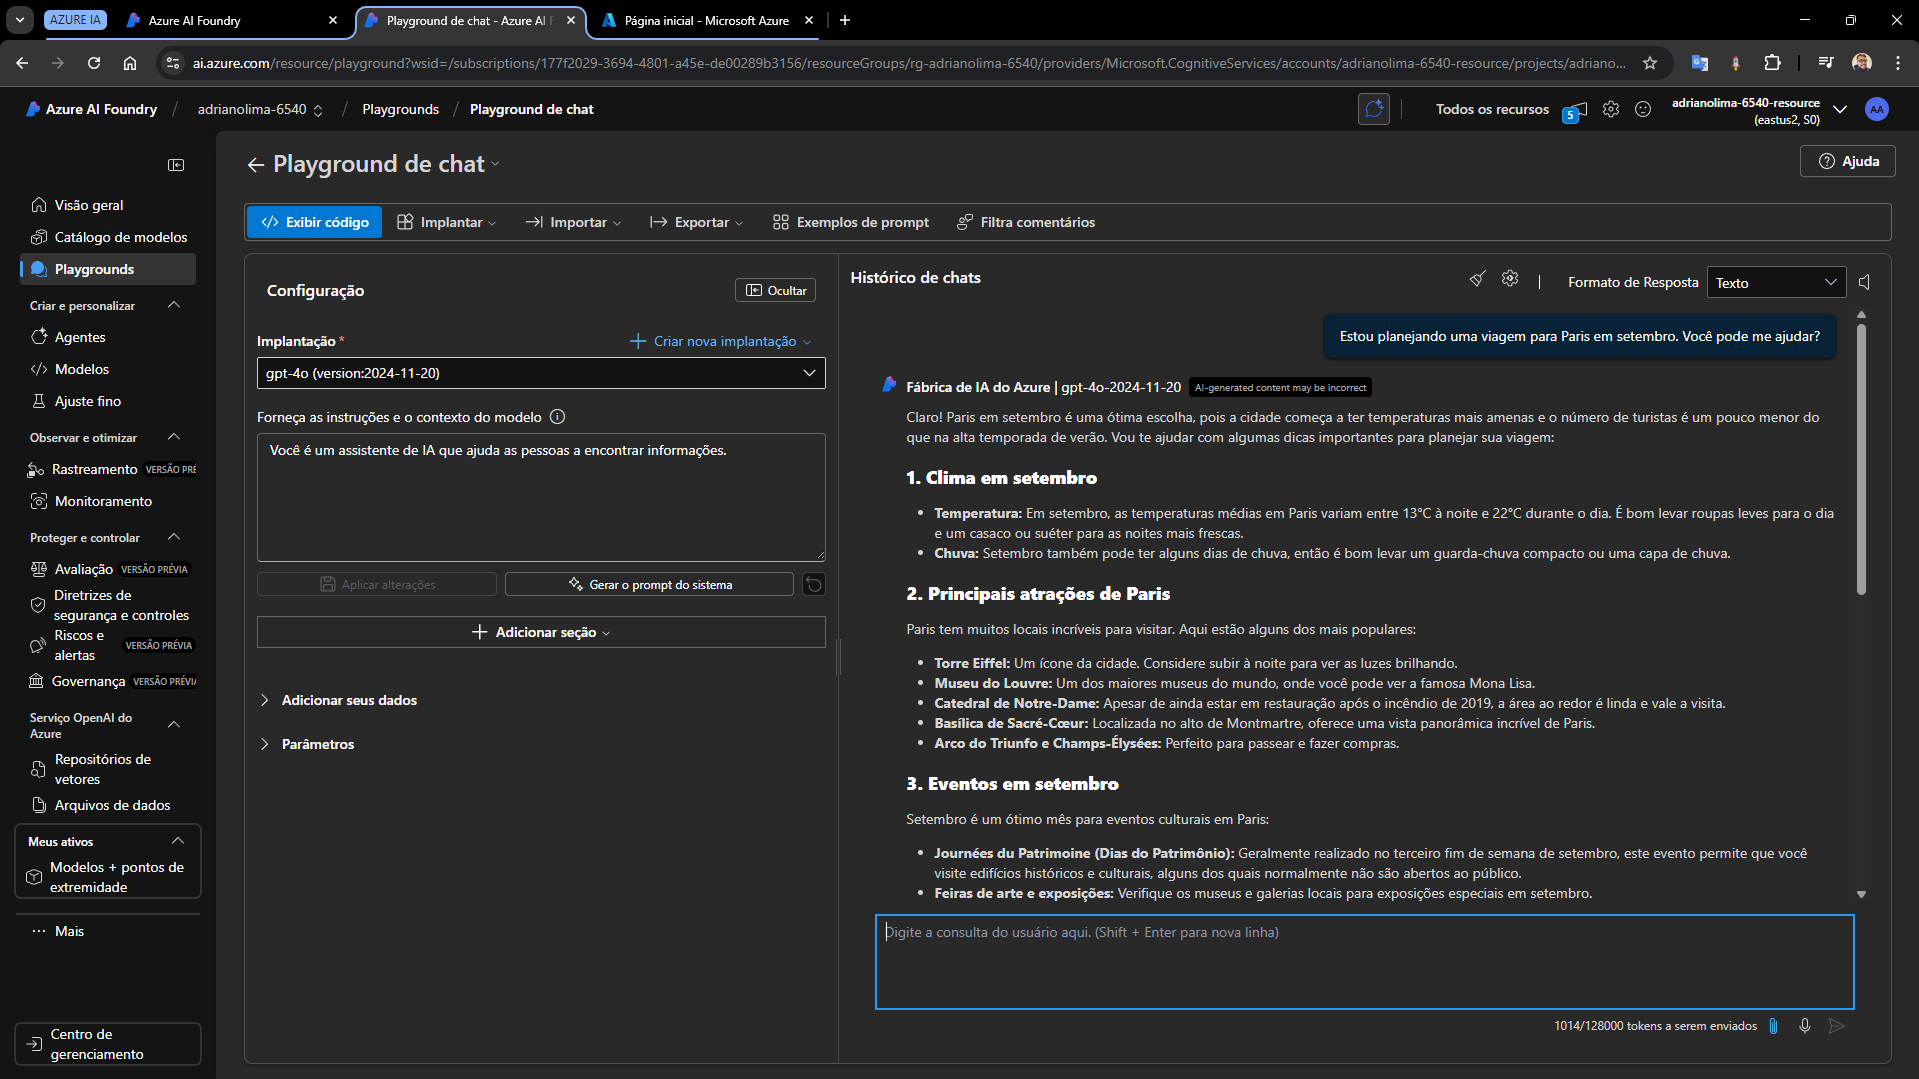 AZURE IA
Azure AI Foundry
Playground de chat - Azure AI F
Página inicial - Microsoft Azure
ai.azure.com/resource/playground?wsid=/subscriptions/177f2029-3694-4801-a45e-de00289b3156/resourceGroups/rg-adrianolima-6540/providers/Microsoft.CognitiveServices/accounts/adrianolima-6540-resource/projects/adriano...
Azure AI Foundry / adrianolima-6540 / Playgrounds / Playground de chat
Todos os recursos
5
adrianolima-6540-resource
(eastus2, S0)
AA
Visão geral
Catálogo de modelos
Playgrounds
Criar e personalizar
Agentes
Modelos
Ajuste fino
Observar e otimizar
Rastreamento VERSÃO PRÉ
Monitoramento
Proteger e controlar
Avaliação VERSÃO PRÉVIA
Diretrizes de
segurança e controles
Riscos e
alertas VERSÃO PRÉVIA
Governança VERSÃO PRÉVIA
Serviço OpenAI do
Azure
Repositórios de
vetores
Arquivos de dados
Meus ativos
Modelos + pontos de
extremidade
Mais
Centro de
gerenciamento
Playground de chat
Ajuda
Exibir código
Implantar
Importar
Exportar
Exemplos de prompt
Filtra comentários
Configuração
Ocultar
Implantação *
Criar nova implantação
gpt-4o (version:2024-11-20)
Forneça as instruções e o contexto do modelo
Você é um assistente de IA que ajuda as pessoas a encontrar informações.
Aplicar alterações
Gerar o prompt do sistema
Adicionar seção
Adicionar seus dados
Parâmetros
Histórico de chats
Formato de Resposta
Texto
Estou planejando uma viagem para Paris em setembro. Você pode me ajudar?
Fábrica de IA do Azure | gpt-4o-2024-11-20 AI-generated content may be incorrect
Claro! Paris em setembro é uma ótima escolha, pois a cidade começa a ter temperaturas mais amenas e o número de turistas é um pouco menor do
que na alta temporada de verão. Vou te ajudar com algumas dicas importantes para planejar sua viagem:
1. Clima em setembro
• Temperatura: Em setembro, as temperaturas médias em Paris variam entre 13°C à noite e 22°C durante o dia. É bom levar roupas leves para o dia
e um casaco ou suéter para as noites mais frescas.
• Chuva: Setembro também pode ter alguns dias de chuva, então é bom levar um guarda-chuva compacto ou uma capa de chuva.
2. Principais atrações de Paris
Paris tem muitos locais incríveis para visitar. Aqui estão alguns dos mais populares:
• Torre Eiffel: Um ícone da cidade. Considere subir à noite para ver as luzes brilhando.
• Museu do Louvre: Um dos maiores museus do mundo, onde você pode ver a famosa Mona Lisa.
• Catedral de Notre-Dame: Apesar de ainda estar em restauração após o incêndio de 2019, a área ao redor é linda e vale a visita.
• Basílica de Sacré-Cœur: Localizada no alto de Montmartre, oferece uma vista panorâmica incrível de Paris.
• Arco do Triunfo e Champs-Élysées: Perfeito para passear e fazer compras.
3. Eventos em setembro
Setembro é um ótimo mês para eventos culturais em Paris:
• Journées du Patrimoine (Dias do Patrimônio): Geralmente realizado no terceiro fim de semana de setembro, este evento permite que você
visite edifícios históricos e culturais, alguns dos quais normalmente não são abertos ao público.
• Feiras de arte e exposições: Verifique os museus e galerias locais para exposições especiais em setembro.
Digite a consulta do usuário aqui. (Shift + Enter para nova linha)
1014/128000 tokens a serem enviados